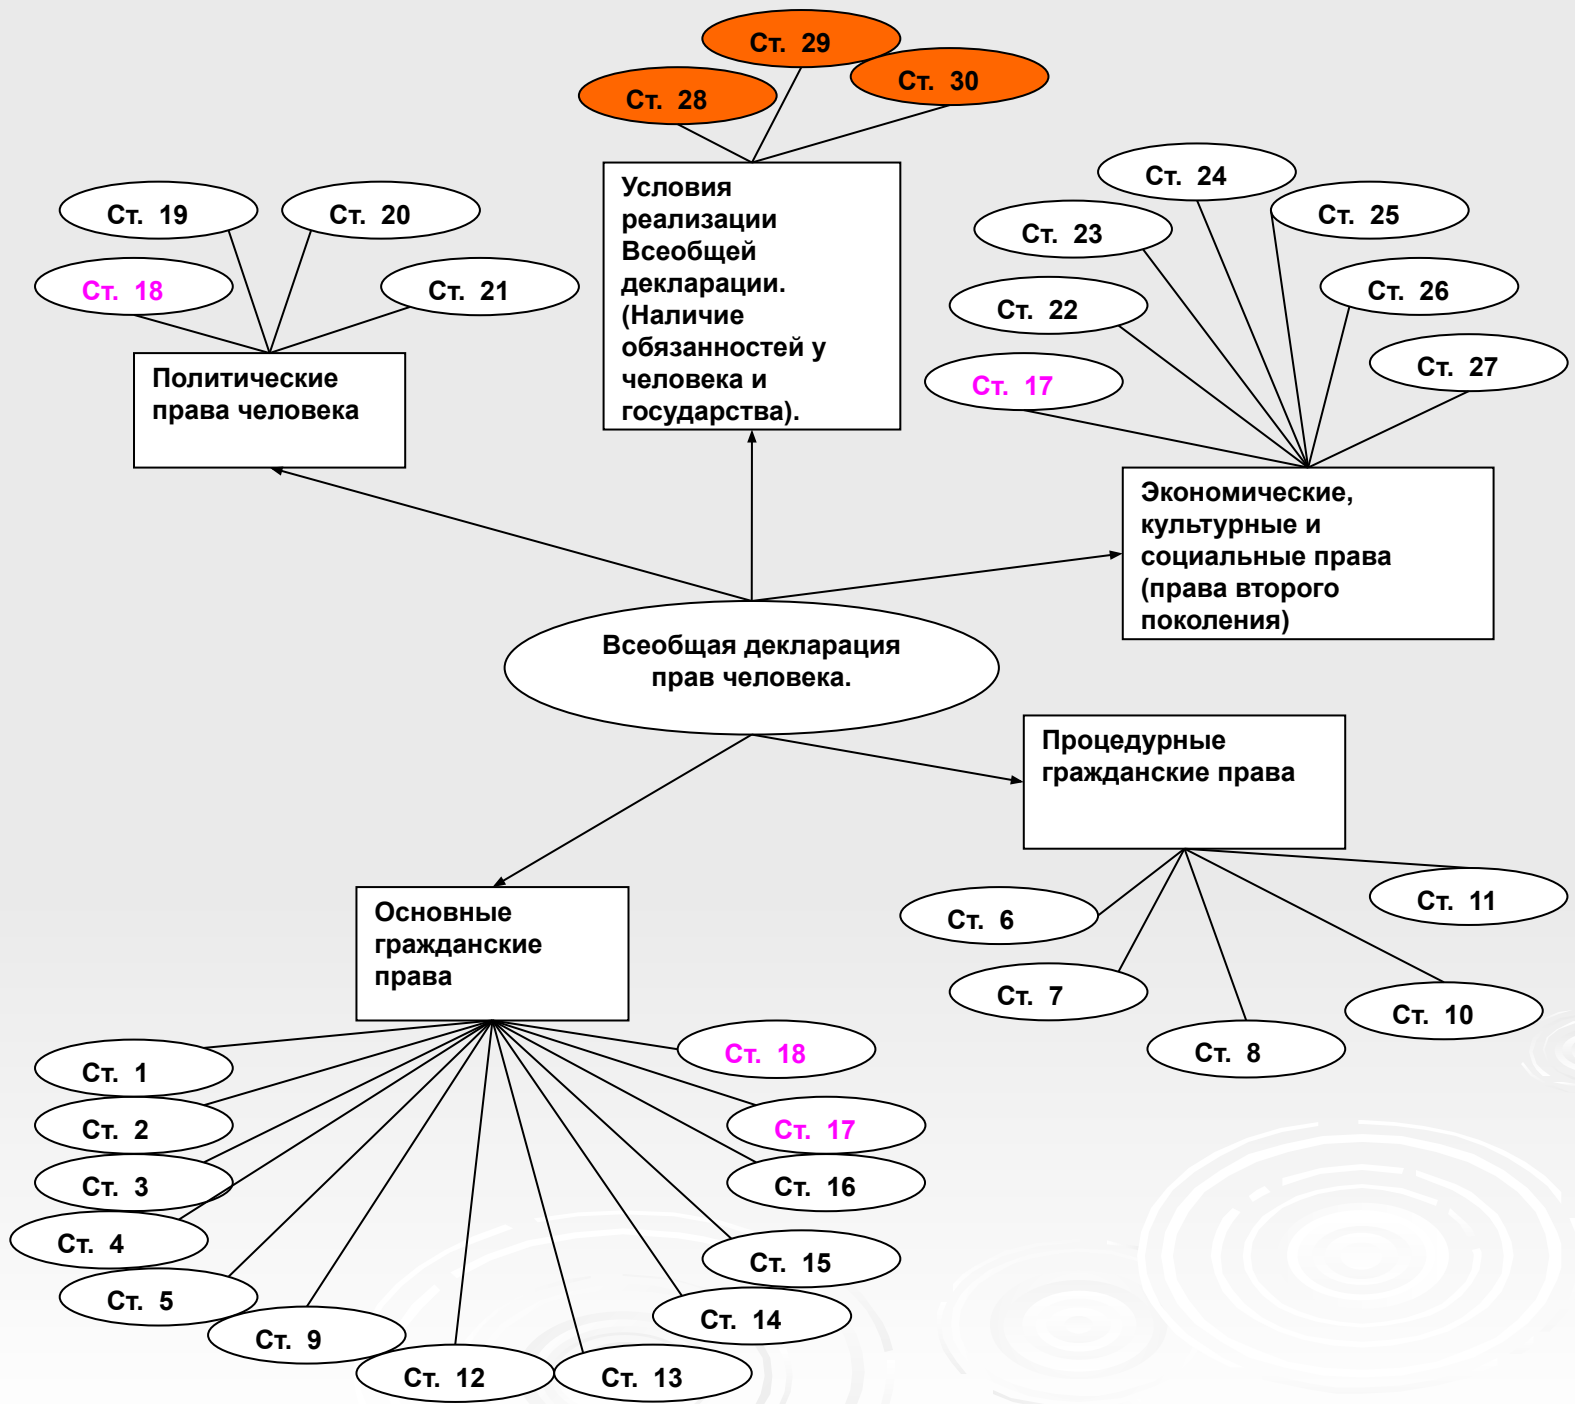 Ст. 29
Ст. 30
Ст. 28
Условия
реализации
Всеобщей
декларации.
(Наличие
обязанностей у
человека и
государства).
Ст. 19
Ст. 20
Ст. 18
Ст. 21
Политические
права человека
Ст. 24
Ст. 25
Ст. 23
Ст. 26
Ст. 22
Ст. 27
Ст. 17
Экономические,
культурные и
социальные права
(права второго
поколения)
Всеобщая декларация
прав человека.
Процедурные
гражданские права
Ст. 11
Ст. 6
Ст. 7
Ст. 10
Ст. 8
Основные
гражданские
права
Ст. 18
Ст. 1
Ст. 17
Ст. 2
Ст. 3
Ст. 16
Ст. 4
Ст. 15
Ст. 5
Ст. 14
Ст. 9
Ст. 12
Ст. 13